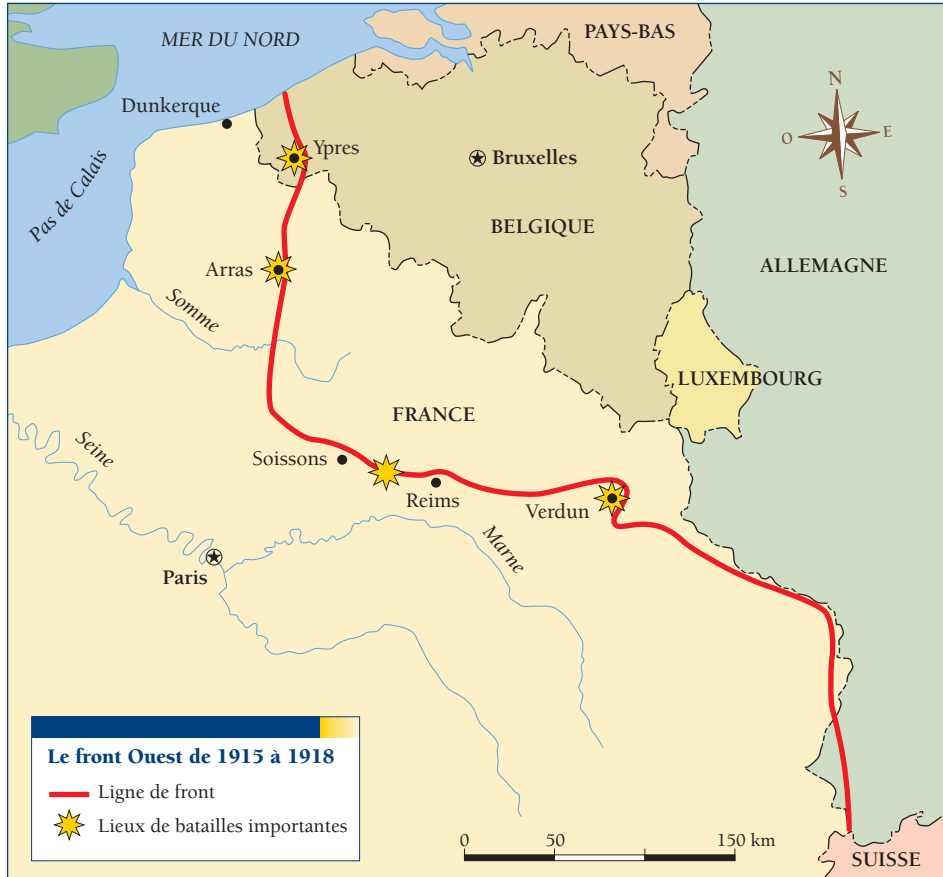 MER DU NORD
PAYS-BAS
Dunkerque
Ypres
Bruxelles
N
O
E
S
Pas de Calais
BELGIQUE
ALLEMAGNE
Arras
Somme
LUXEMBOURG
FRANCE
Seine
Soissons
Reims
Verdun
Marne
Paris
Le front Ouest de 1915 à 1918
Ligne de front
Lieux de batailles importantes
0 50 150 km
SUISSE